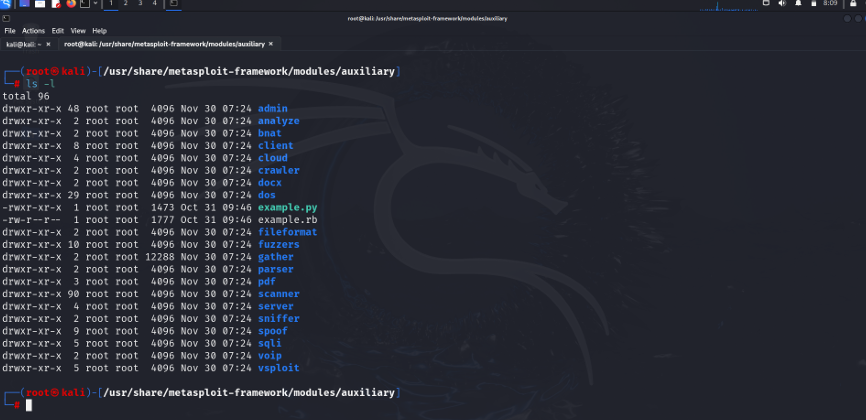 1 2 3 4
8:09
root@kali: /usr/share/metasploit-framework/modules/auxiliary
File Actions Edit View Help
kali@kali: ~ × root@kali: /usr/share/metasploit-framework/modules/auxiliary ×
┌──(root㉿kali)-[/usr/share/metasploit-framework/modules/auxiliary]
└─# ls -l
total 96
drwxr-xr-x 48 root root 4096 Nov 30 07:24 admin
drwxr-xr-x 2 root root 4096 Nov 30 07:24 analyze
drwxr-xr-x 2 root root 4096 Nov 30 07:24 bnat
drwxr-xr-x 8 root root 4096 Nov 30 07:24 client
drwxr-xr-x 4 root root 4096 Nov 30 07:24 cloud
drwxr-xr-x 2 root root 4096 Nov 30 07:24 crawler
drwxr-xr-x 2 root root 4096 Nov 30 07:24 docx
drwxr-xr-x 29 root root 4096 Nov 30 07:24 dos
-rwxr-xr-x 1 root root 1473 Oct 31 09:46 example.py
-rw-r--r-- 1 root root 1777 Oct 31 09:46 example.rb
drwxr-xr-x 2 root root 4096 Nov 30 07:24 fileformat
drwxr-xr-x 10 root root 4096 Nov 30 07:24 fuzzers
drwxr-xr-x 2 root root 12288 Nov 30 07:24 gather
drwxr-xr-x 2 root root 4096 Nov 30 07:24 parser
drwxr-xr-x 3 root root 4096 Nov 30 07:24 pdf
drwxr-xr-x 90 root root 4096 Nov 30 07:24 scanner
drwxr-xr-x 4 root root 4096 Nov 30 07:24 server
drwxr-xr-x 2 root root 4096 Nov 30 07:24 sniffer
drwxr-xr-x 9 root root 4096 Nov 30 07:24 spoof
drwxr-xr-x 5 root root 4096 Nov 30 07:24 sqli
drwxr-xr-x 2 root root 4096 Nov 30 07:24 voip
drwxr-xr-x 5 root root 4096 Nov 30 07:24 vsploit
┌──(root㉿kali)-[/usr/share/metasploit-framework/modules/auxiliary]
└─#